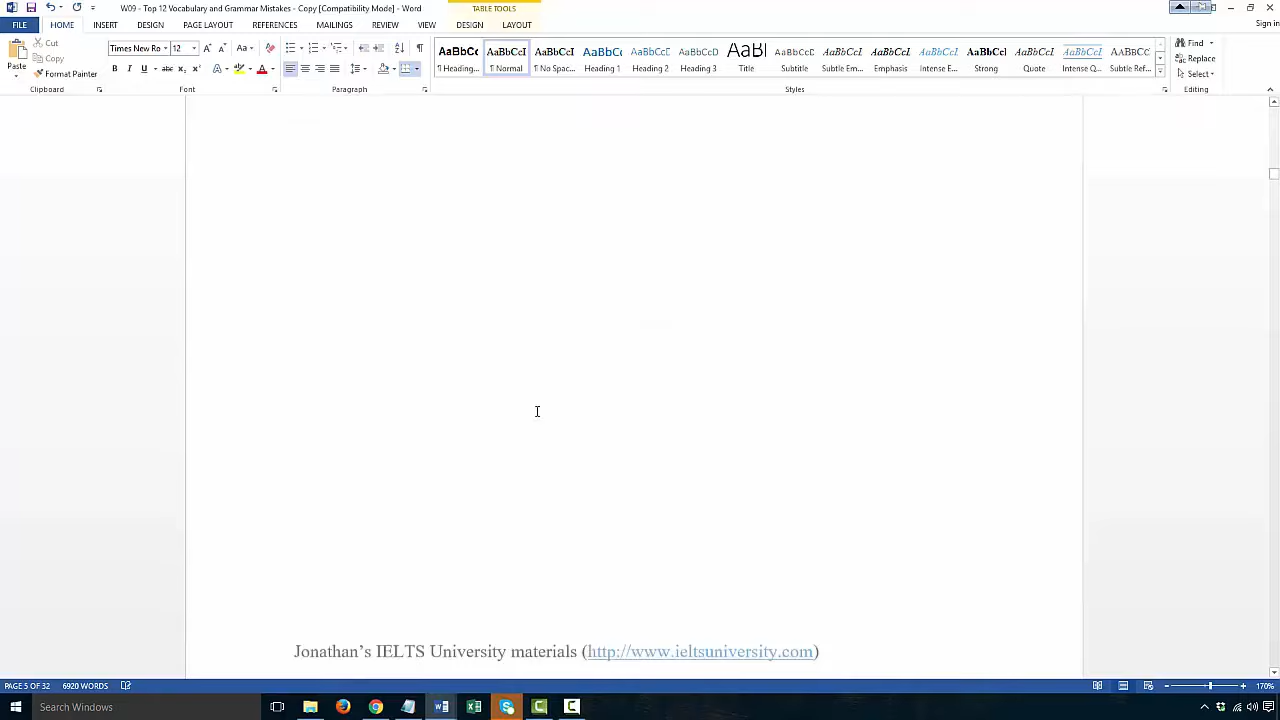 W09 - Top 12 Vocabulary and Grammar Mistakes - Copy [Compatibility Mode] - Word
TABLE TOOLS
Sign in
FILE HOME INSERT DESIGN PAGE LAYOUT REFERENCES MAILINGS REVIEW VIEW DESIGN LAYOUT
Paste
Cut
Copy
Format Painter
Clipboard
Times New Ro 12
Font
Paragraph
AaBbCc AaBbCcI AaBbCcI AaBbCc AaBbCcE AaBbCcD AaBl AaBbCcC AaBbCcI AaBbCcI AaBbCcI AaBbCcl AaBbCcI AaBbCcI AABBCC
¶ Heading... ¶ Normal ¶ No Spac... Heading 1 Heading 2 Heading 3 Title Subtitle Subtle Em... Emphasis Intense E... Strong Quote Intense Q... Subtle Ref...
Styles
Find
Replace
Select
Editing
Jonathan's IELTS University materials (http://www.ieltsuniversity.com)
PAGE 5 OF 32 6920 WORDS
170%
Search Windows